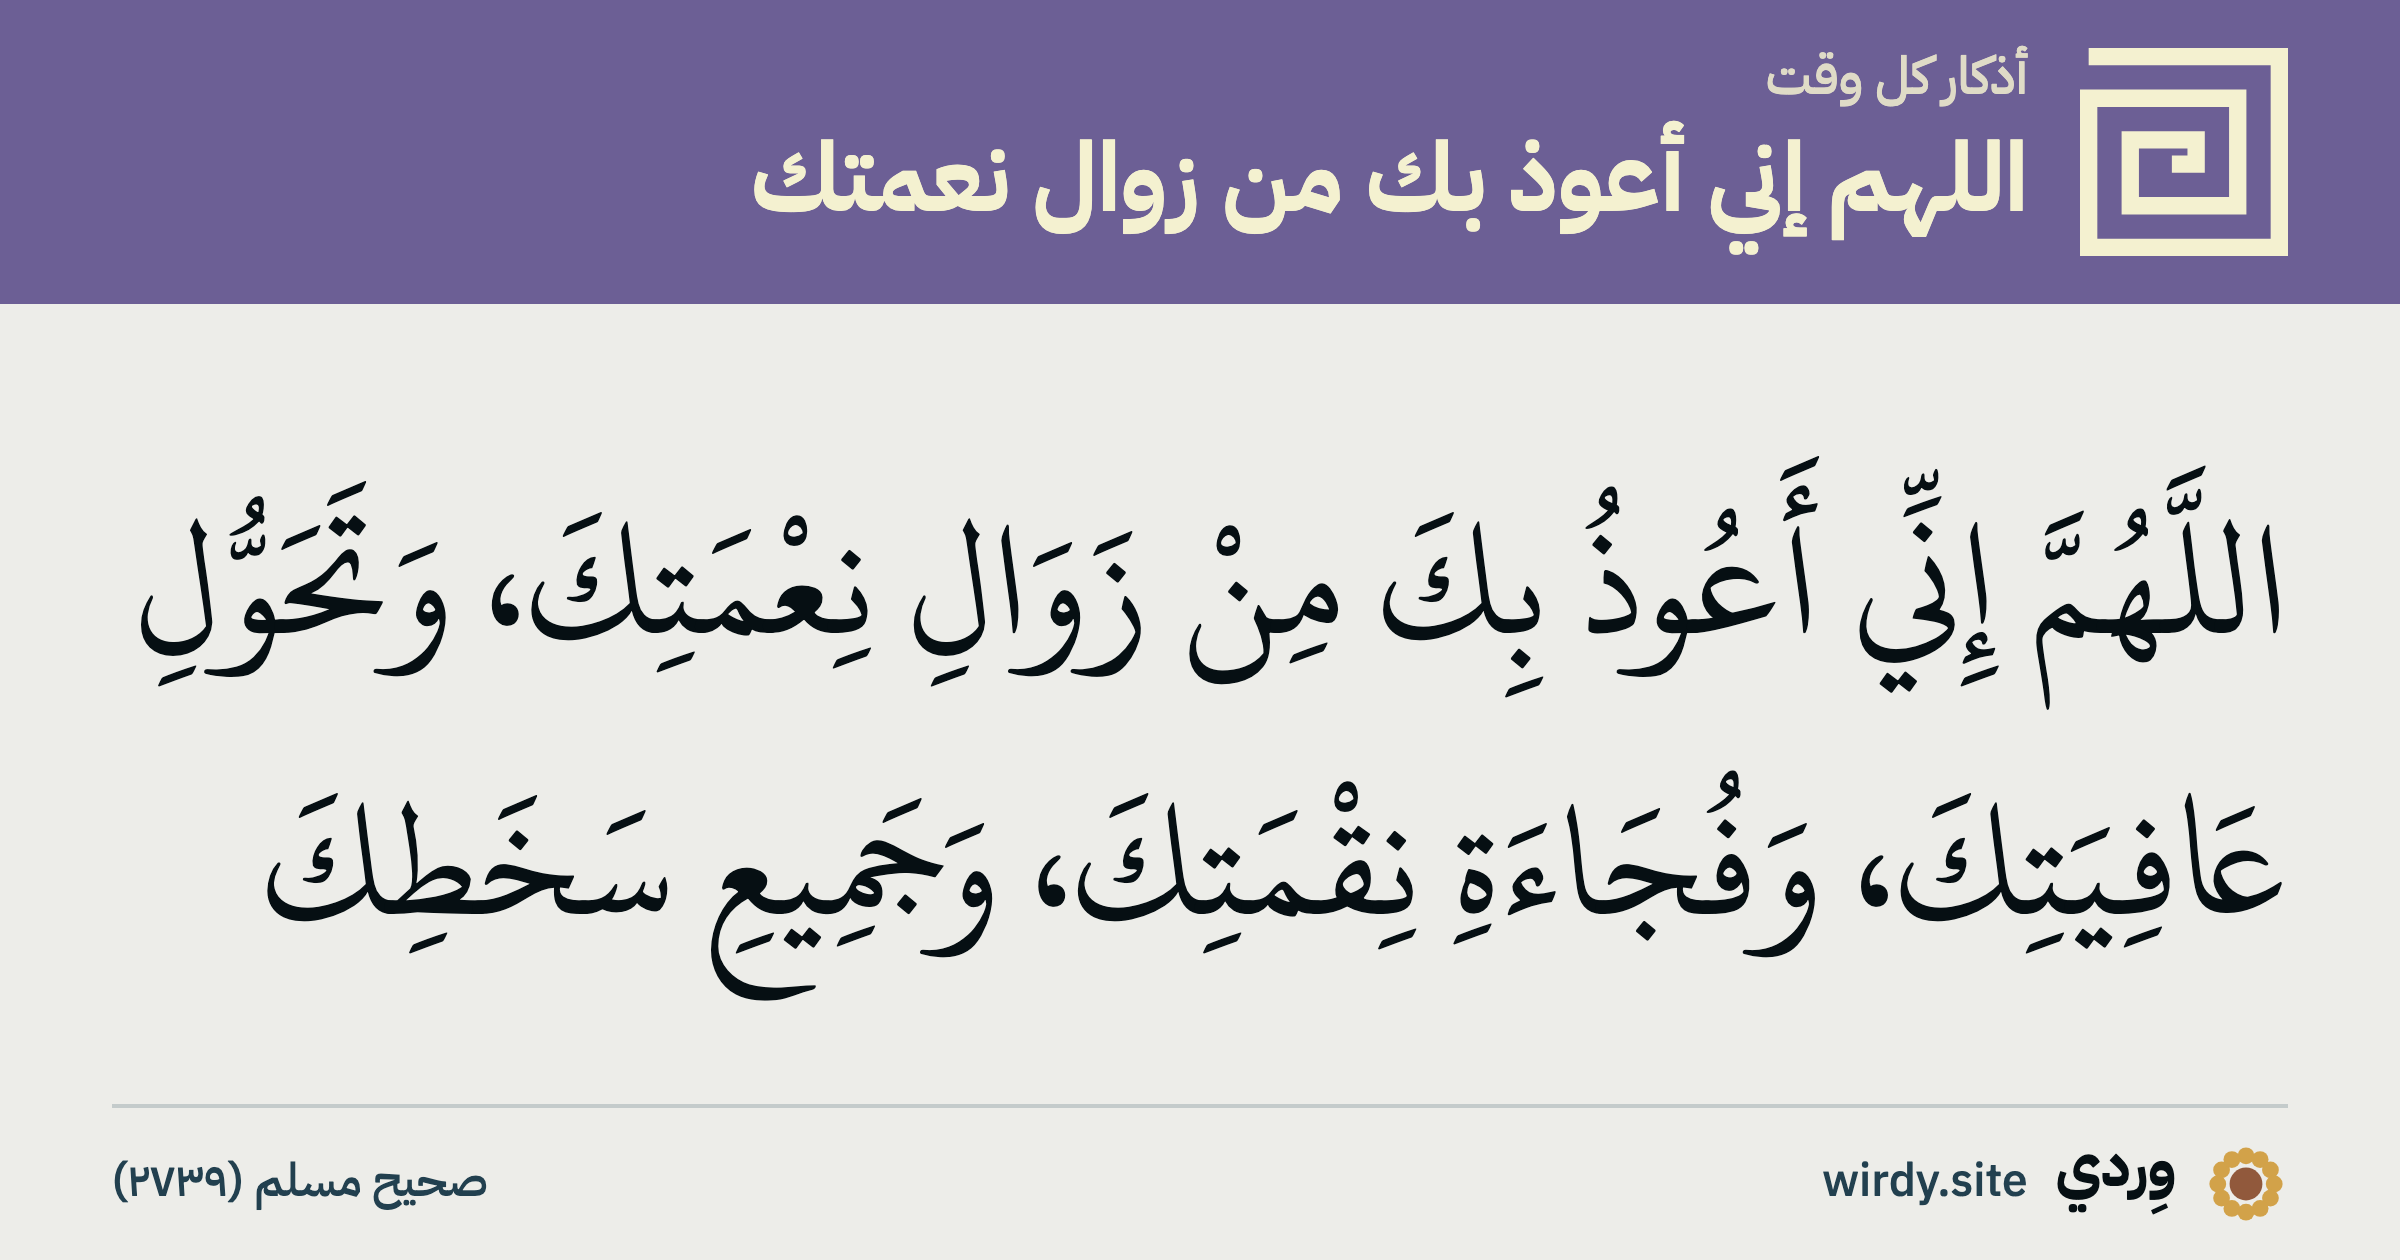 أذكار كل وقت
اللهم إني أعوذ بك من زوال نعمتك
اللَّهُمَّ إِنِّي أَعُوذُ بِكَ مِنْ زَوَالِ نِعْمَتِكَ، وَتَحَوُّلِ
عَافِيَتِكَ، وَفُجَاءَةِ نِقْمَتِكَ، وَجَمِيعِ سَخَطِكَ
وِردي wirdy.site
صحيح مسلم (٢٧٣٩)